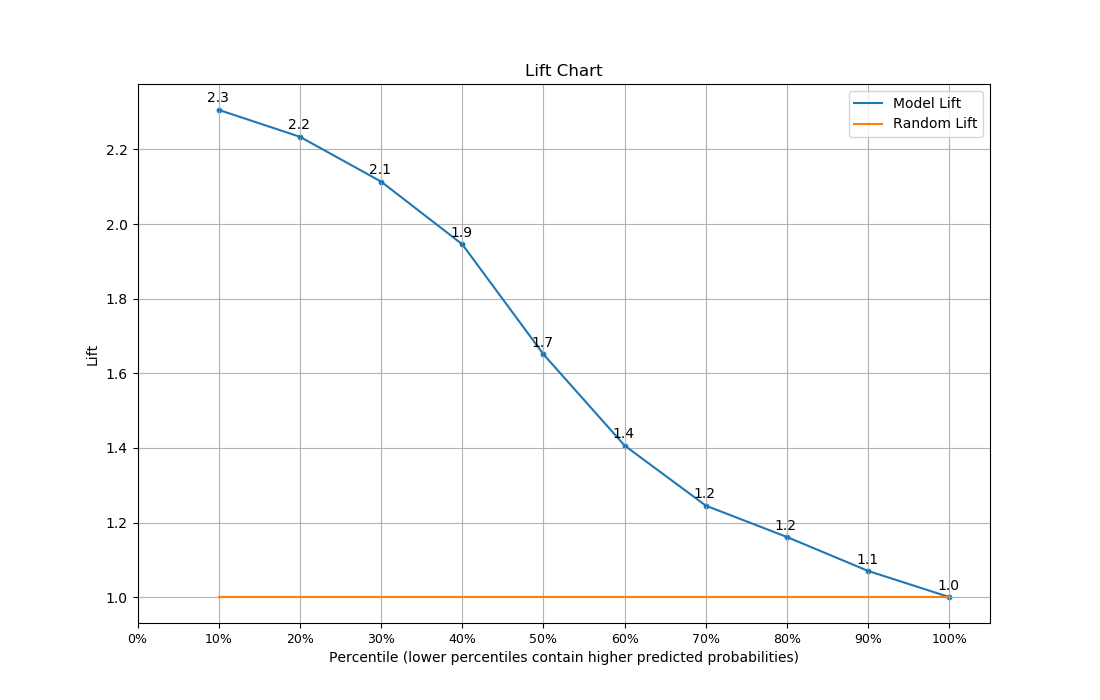 Lift Chart
Model Lift
Random Lift
2.3
2.2
2.1
1.9
1.7
1.4
1.2
1.2
1.1
1.0
Lift
2.2
2.0
1.8
1.6
1.4
1.2
1.0
0% 10% 20% 30% 40% 50% 60% 70% 80% 90% 100%
Percentile (lower percentiles contain higher predicted probabilities)